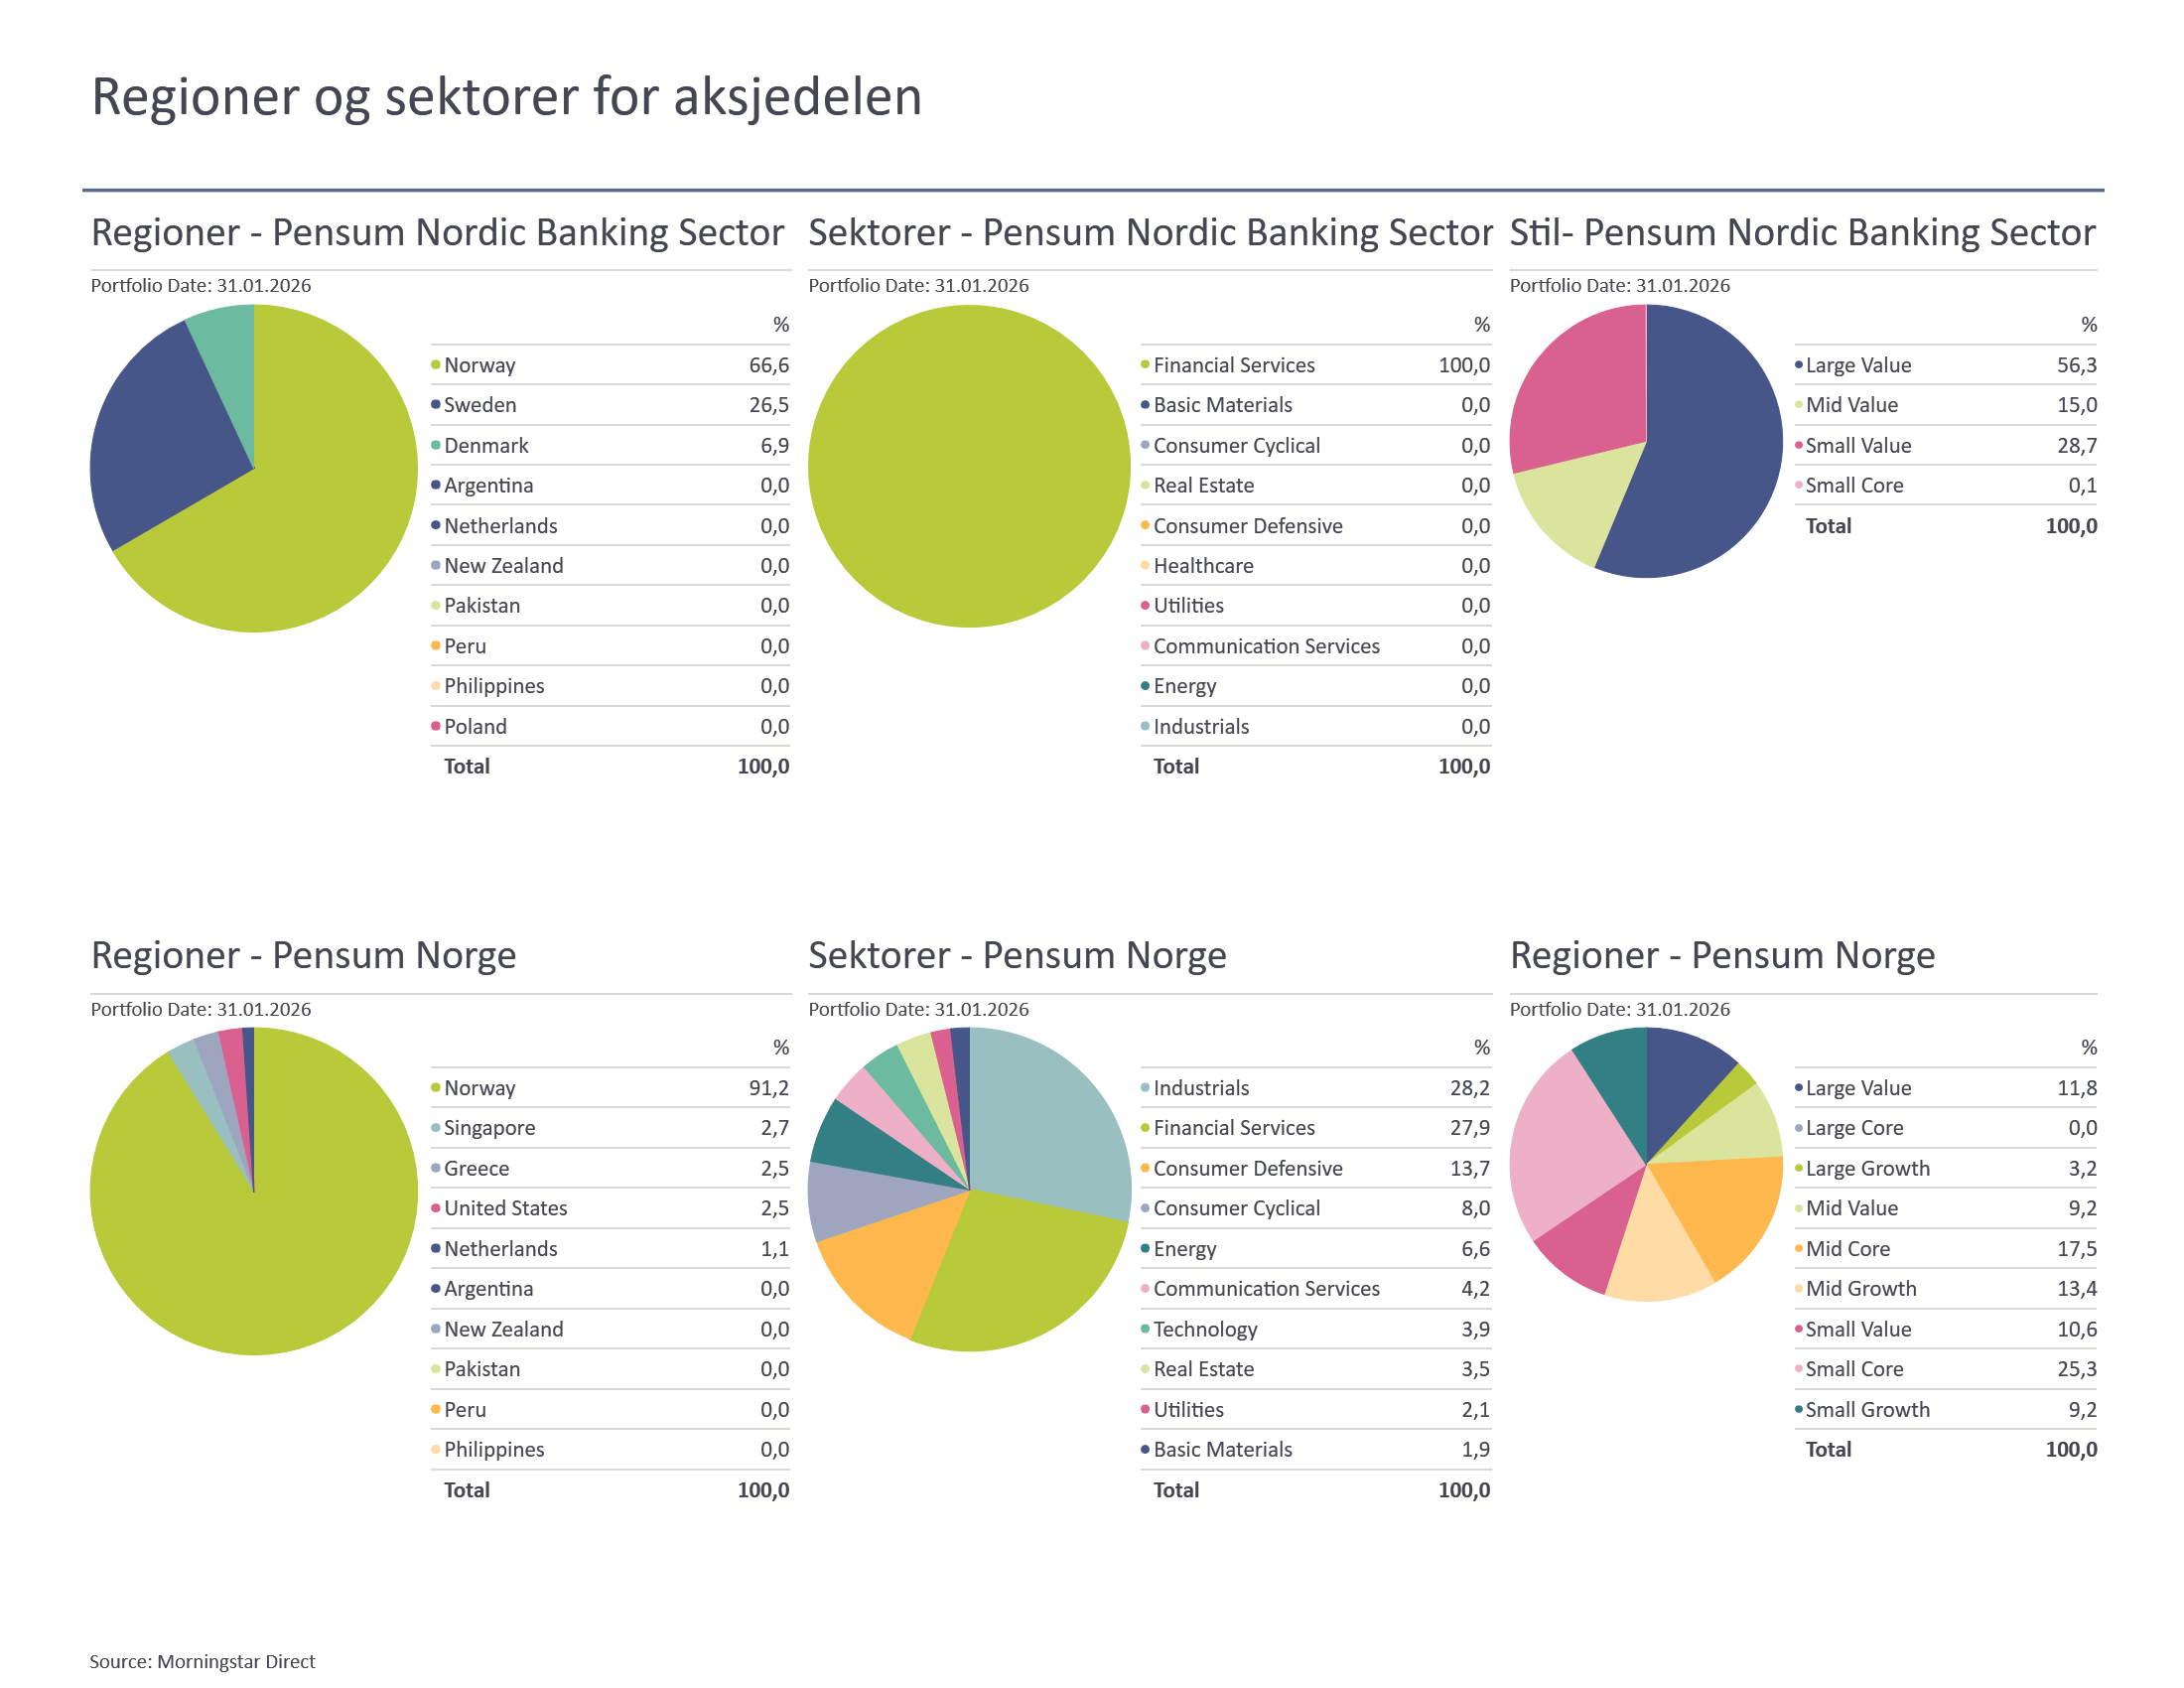 Regioner og sektorer for aksjedelen
Regioner - Pensum Nordic Banking Sector
Portfolio Date: 31.01.2026
%
Norway 66,6
Sweden 26,5
Denmark 6,9
Argentina 0,0
Netherlands 0,0
New Zealand 0,0
Pakistan 0,0
Peru 0,0
Philippines 0,0
Poland 0,0
Total 100,0
Sektorer - Pensum Nordic Banking Sector
Portfolio Date: 31.01.2026
%
Financial Services 100,0
Basic Materials 0,0
Consumer Cyclical 0,0
Real Estate 0,0
Consumer Defensive 0,0
Healthcare 0,0
Utilities 0,0
Communication Services 0,0
Energy 0,0
Industrials 0,0
Total 100,0
Stil- Pensum Nordic Banking Sector
Portfolio Date: 31.01.2026
%
Large Value 56,3
Mid Value 15,0
Small Value 28,7
Small Core 0,1
Total 100,0
Regioner - Pensum Norge
Portfolio Date: 31.01.2026
%
Norway 91,2
Singapore 2,7
Greece 2,5
United States 2,5
Netherlands 1,1
Argentina 0,0
New Zealand 0,0
Pakistan 0,0
Peru 0,0
Philippines 0,0
Total 100,0
Sektorer - Pensum Norge
Portfolio Date: 31.01.2026
%
Industrials 28,2
Financial Services 27,9
Consumer Defensive 13,7
Consumer Cyclical 8,0
Energy 6,6
Communication Services 4,2
Technology 3,9
Real Estate 3,5
Utilities 2,1
Basic Materials 1,9
Total 100,0
Regioner - Pensum Norge
Portfolio Date: 31.01.2026
%
Large Value 11,8
Large Core 0,0
Large Growth 3,2
Mid Value 9,2
Mid Core 17,5
Mid Growth 13,4
Small Value 10,6
Small Core 25,3
Small Growth 9,2
Total 100,0
Source: Morningstar Direct